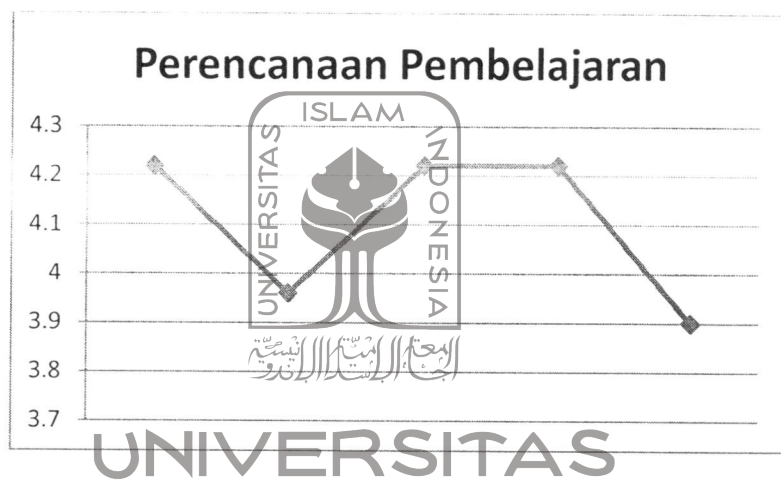 Perencanaan Pembelajaran
ISLAM
UNIVERSITAS
INDONESIA
4.3
4.2
4.1
4
3.9
3.8
3.7
UNIVERSITAS